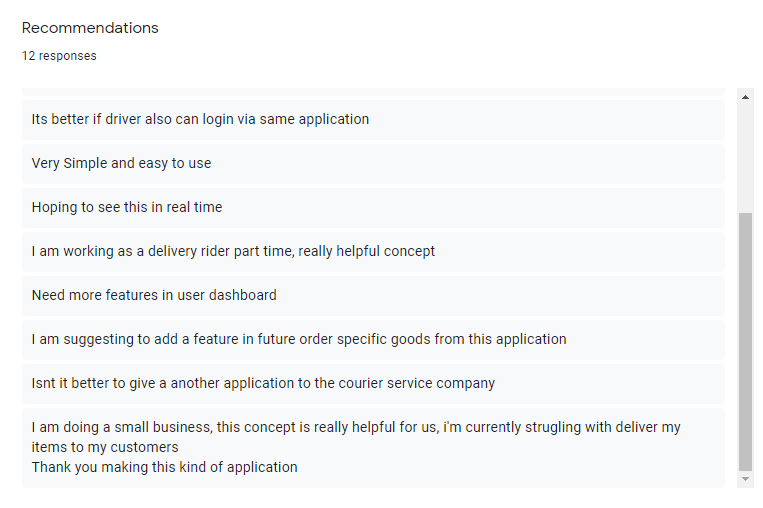 Recommendations
12 responses
Its better if driver also can login via same application
Very Simple and easy to use
Hoping to see this in real time
I am working as a delivery rider part time, really helpful concept
Need more features in user dashboard
I am suggesting to add a feature in future order specific goods from this application
Isnt it better to give a another application to the courier service company
I am doing a small business, this concept is really helpful for us, i'm currently strugling with deliver my
items to my customers
Thank you making this kind of application